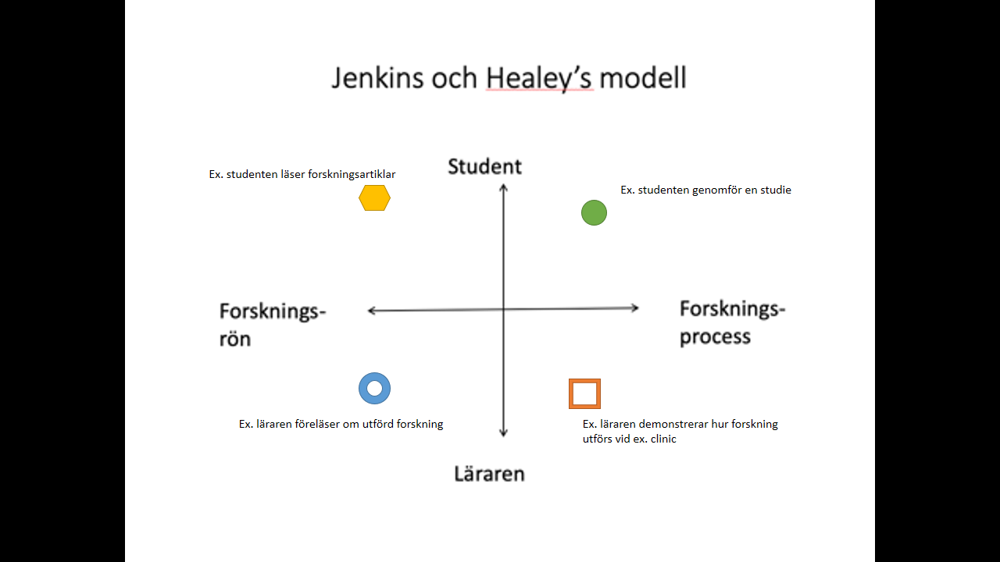 Jenkins och Healey’s modell
Student
Ex. studenten läser forskningsartiklar
Ex. studenten genomför en studie
Forsknings-
rön
Forsknings-
process
Ex. läraren föreläser om utförd forskning
Ex. läraren demonstrerar hur forskning
utförs vid ex. clinic
Läraren